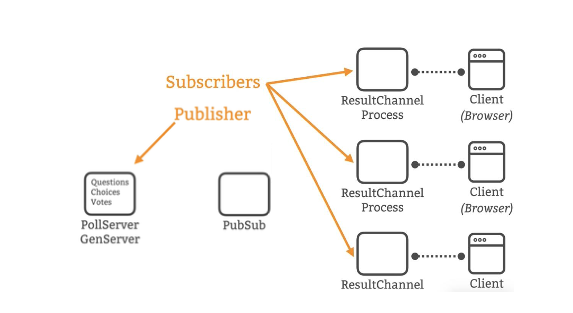 Subscribers
Publisher
Questions
Choices
Votes
PollServer
GenServer
PubSub
ResultChannel
Process
Client
(Browser)
ResultChannel
Process
Client
(Browser)
ResultChannel
Client